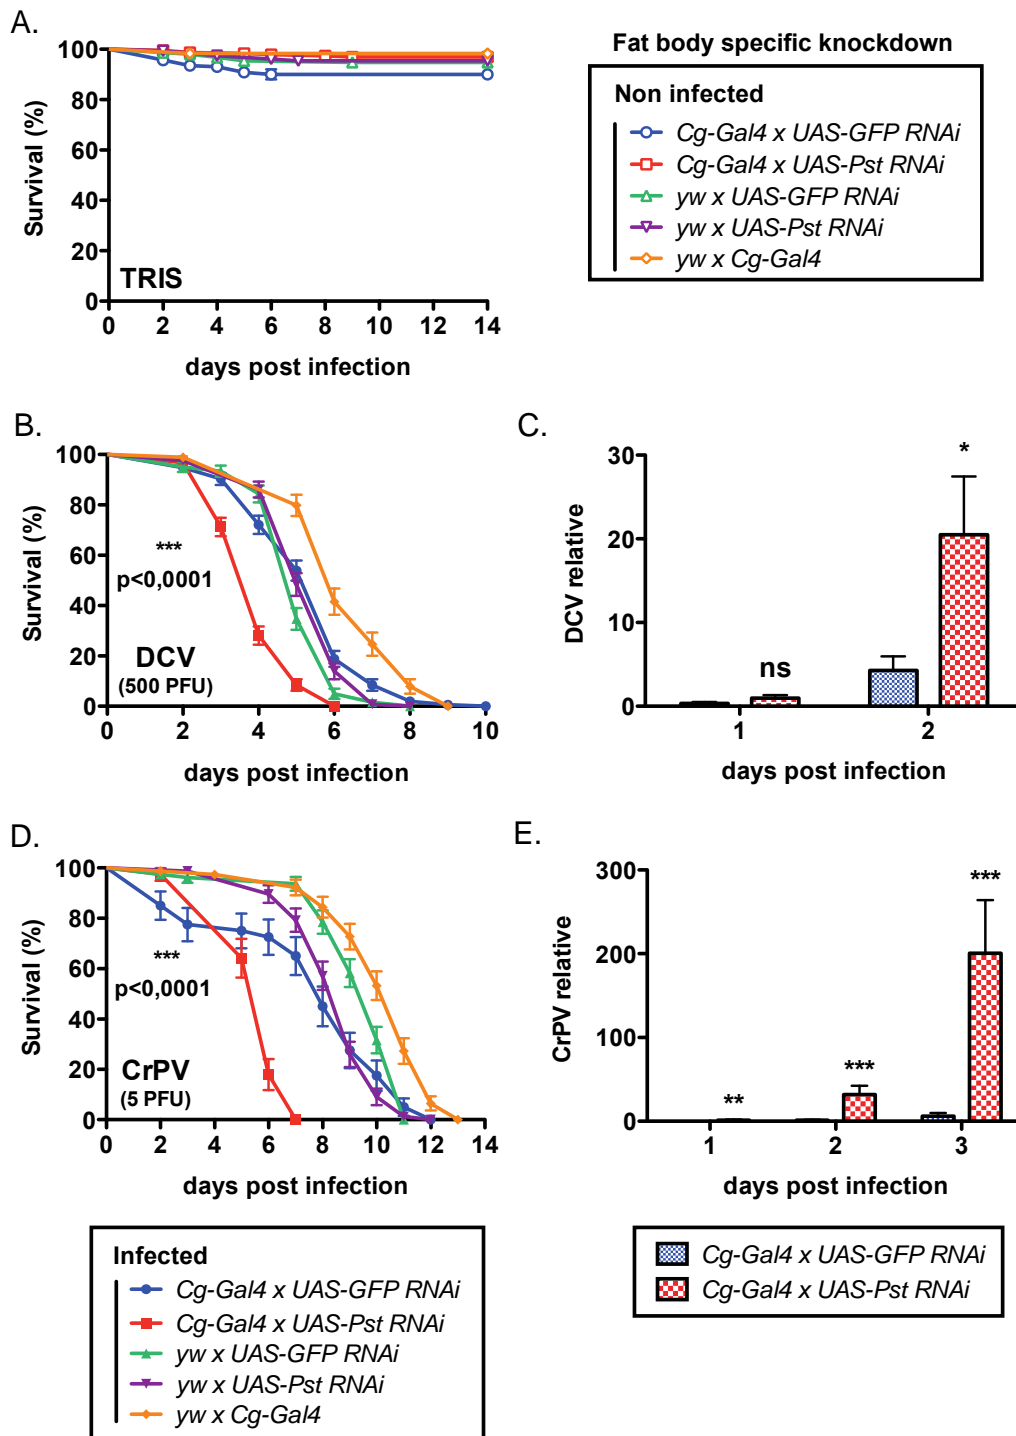 A.
Fat body specific knockdown
Survival (%)
100
80
60
40
20
0
TRIS
0 2 4 6 8 10 12 14
days post infection
Non infected
Cg-Gal4 x UAS-GFP RNAi
Cg-Gal4 x UAS-Pst RNAi
yw x UAS-GFP RNAi
yw x UAS-Pst RNAi
yw x Cg-Gal4
B.
Survival (%)
100
80
60
40
20
0
***
p<0,0001
DCV
(500 PFU)
0 2 4 6 8 10
days post infection
C.
DCV relative
30
20
10
0
ns
*
1 2
days post infection
D.
Survival (%)
100
80
60
40
20
0
***
p<0,0001
CrPV
(5 PFU)
0 2 4 6 8 10 12 14
days post infection
E.
CrPV relative
300
200
100
0
**
***
***
1 2 3
days post infection
Infected
Cg-Gal4 x UAS-GFP RNAi
Cg-Gal4 x UAS-Pst RNAi
yw x UAS-GFP RNAi
yw x UAS-Pst RNAi
yw x Cg-Gal4
Cg-Gal4 x UAS-GFP RNAi
Cg-Gal4 x UAS-Pst RNAi